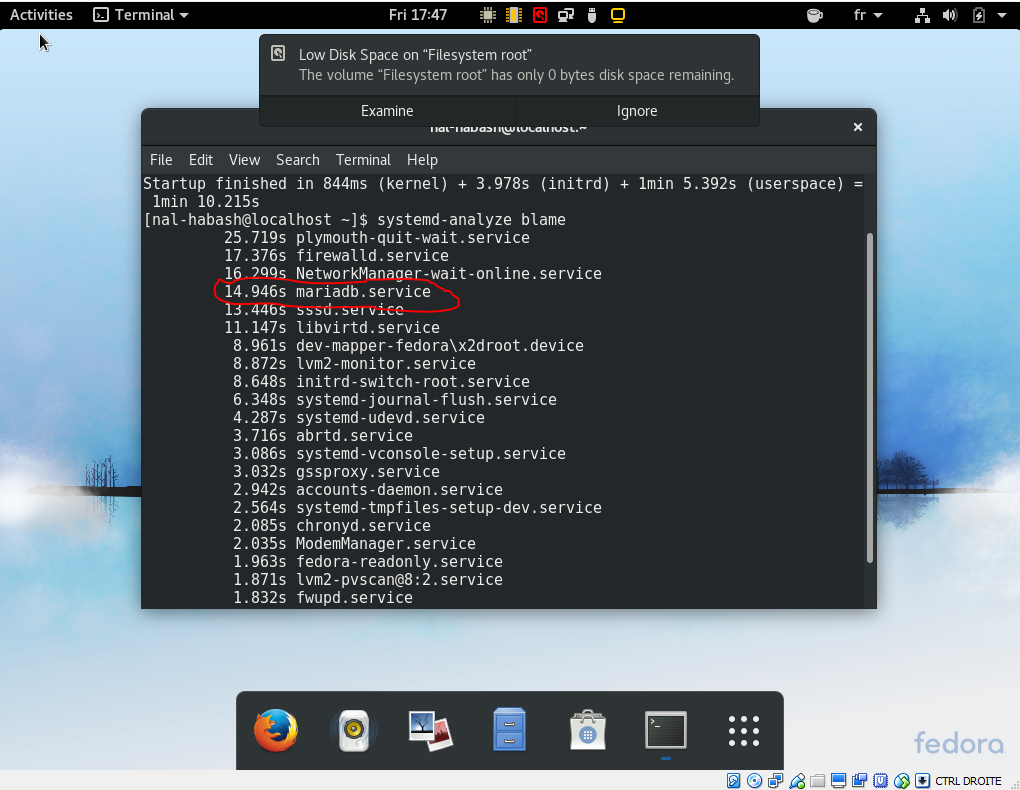 Activities Terminal Fri 17:47 fr
Low Disk Space on “Filesystem root”
The volume “Filesystem root” has only 0 bytes disk space remaining.
Examine Ignore
nal-habash@localhost:~
File Edit View Search Terminal Help
Startup finished in 844ms (kernel) + 3.978s (initrd) + 1min 5.392s (userspace) =
1min 10.215s
[nal-habash@localhost ~]$ systemd-analyze blame
25.719s plymouth-quit-wait.service
17.376s firewalld.service
16.299s NetworkManager-wait-online.service
14.946s mariadb.service
13.446s sssd.service
11.147s libvirtd.service
8.961s dev-mapper-fedora\x2droot.device
8.872s lvm2-monitor.service
8.648s initrd-switch-root.service
6.348s systemd-journal-flush.service
4.287s systemd-udevd.service
3.716s abrtd.service
3.086s systemd-vconsole-setup.service
3.032s gssproxy.service
2.942s accounts-daemon.service
2.564s systemd-tmpfiles-setup-dev.service
2.085s chronyd.service
2.035s ModemManager.service
1.963s fedora-readonly.service
1.871s lvm2-pvscan@8:2.service
1.832s fwupd.service
fedora
CTRL DROITE